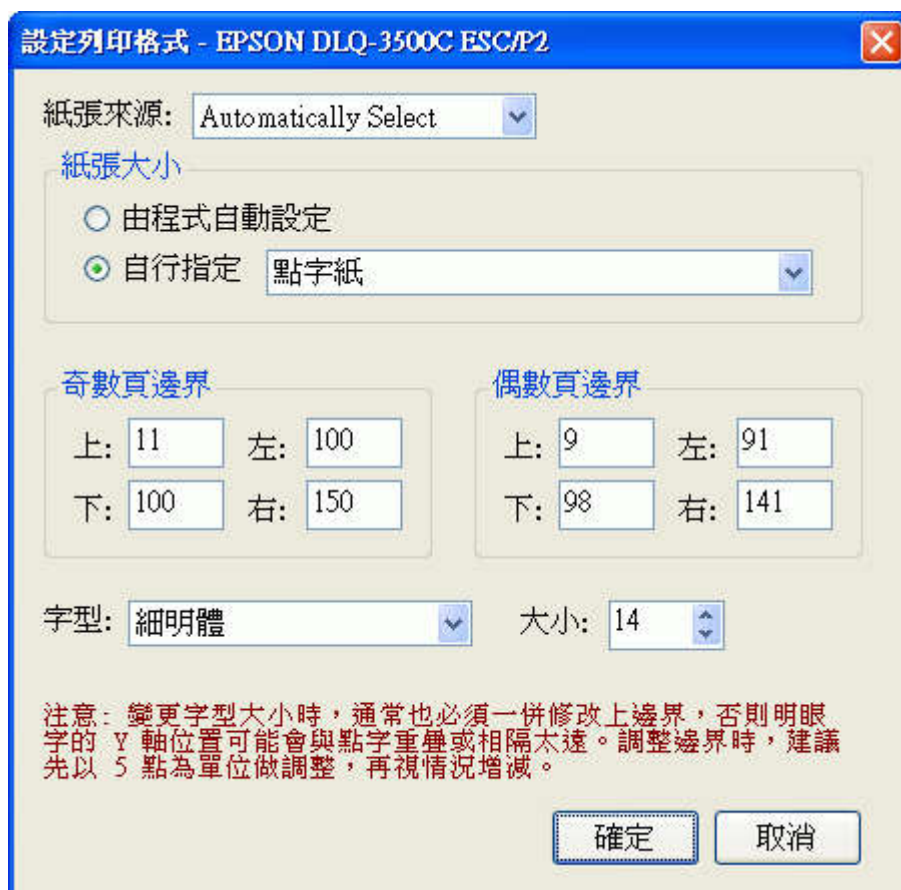 設定列印格式 - EPSON DLQ-3500C ESC/P2
紙張來源: Automatically Select
紙張大小
由程式自動設定
自行指定 點字紙
奇數頁邊界 偶數頁邊界
上: 11 左: 100 上: 9 左: 91
下: 100 右: 150 下: 98 右: 141
字型: 細明體 大小: 14
注意: 變更字型大小時，通常也必須一併修改上邊界，否則明眼
字的 Y 軸位置可能會與點字重疊或相隔太遠。調整邊界時，建議
先以 5 點為單位做調整，再視情況增減。
確定 取消